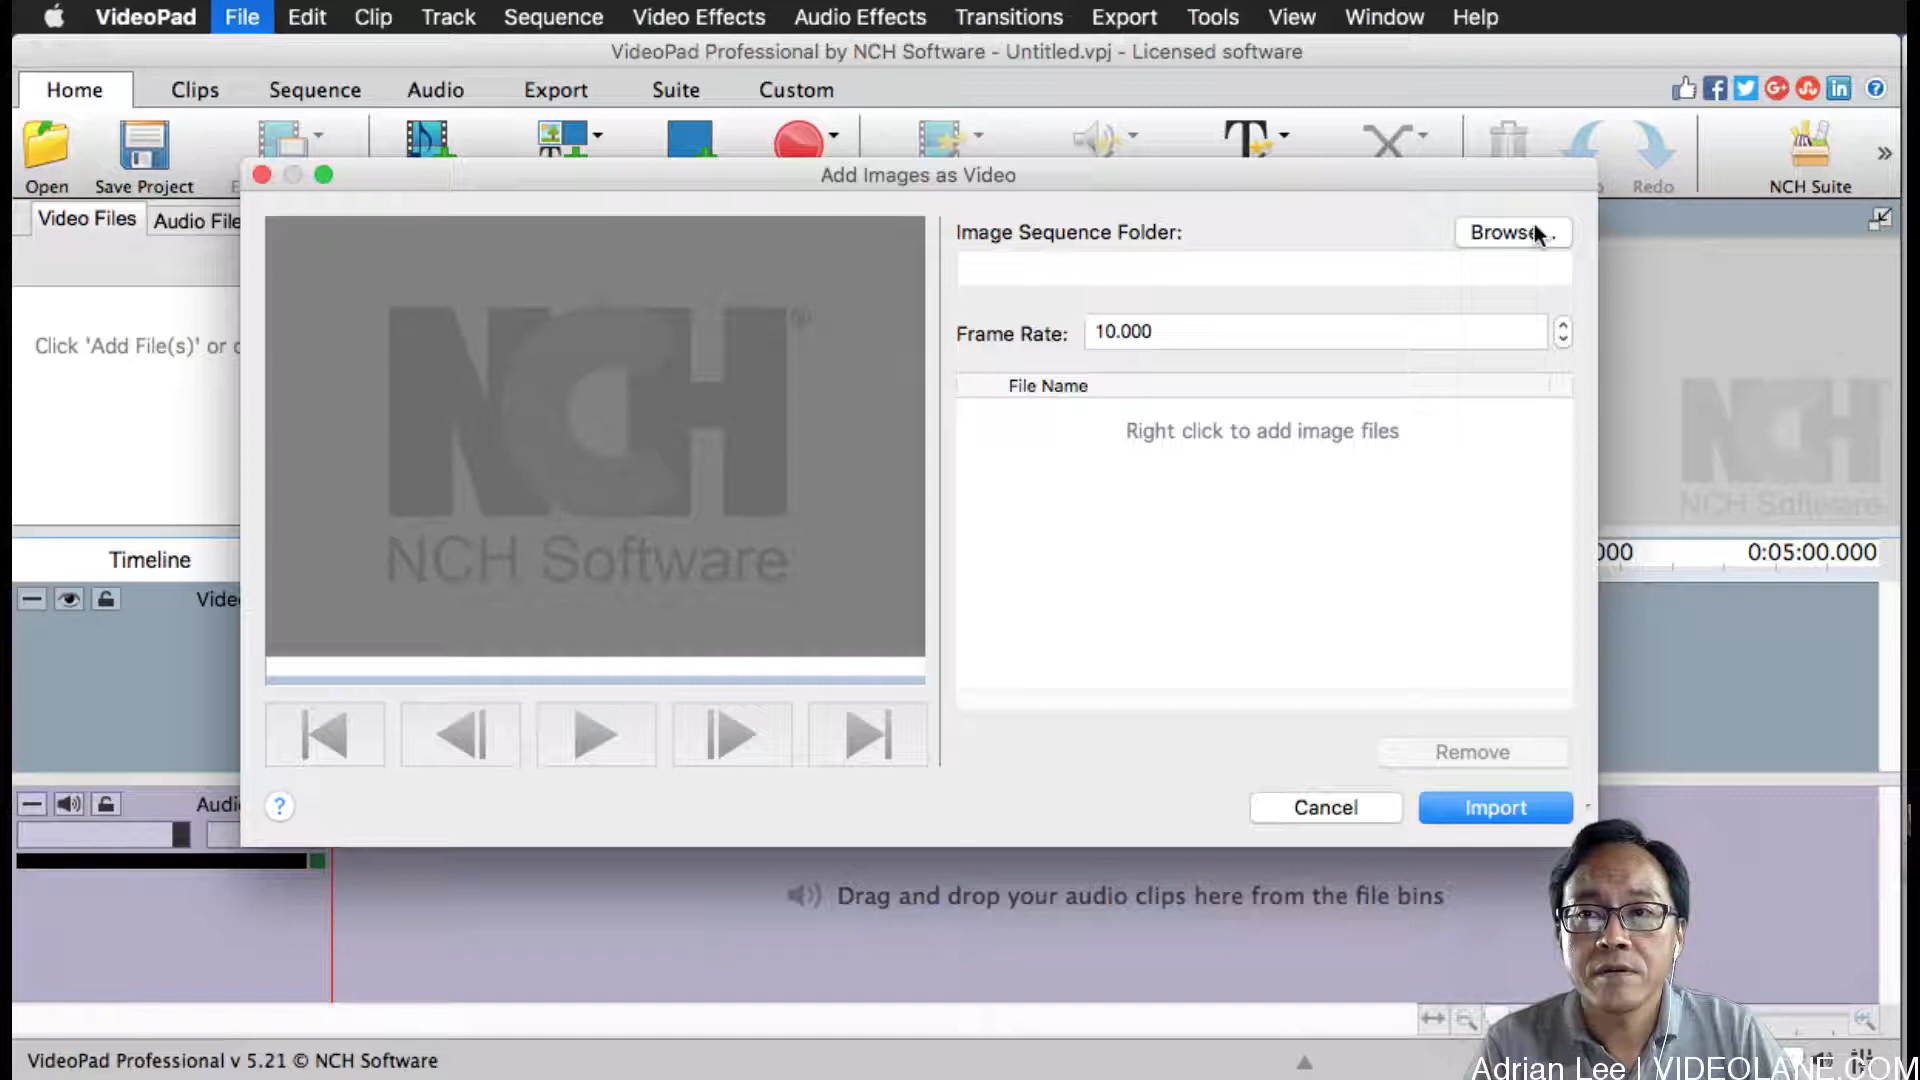 VideoPad File Edit Clip Track Sequence Video Effects Audio Effects Transitions Export Tools View Window Help
VideoPad Professional by NCH Software - Untitled.vpj - Licensed software
Home Clips Sequence Audio Export Suite Custom
Open Save Project Redo NCH Suite
Add Images as Video
Video Files Audio File
Image Sequence Folder: Browse...
Click 'Add File(s)' or
Frame Rate: 10.000
File Name
Right click to add image files
NCH
NCH Software
NCH Software
Timeline
000 0:05:00.000
Video
Remove
Cancel Import
Audi
Drag and drop your audio clips here from the file bins
VideoPad Professional v 5.21 © NCH Software
Adrian Lee | VIDEOLANE.COM